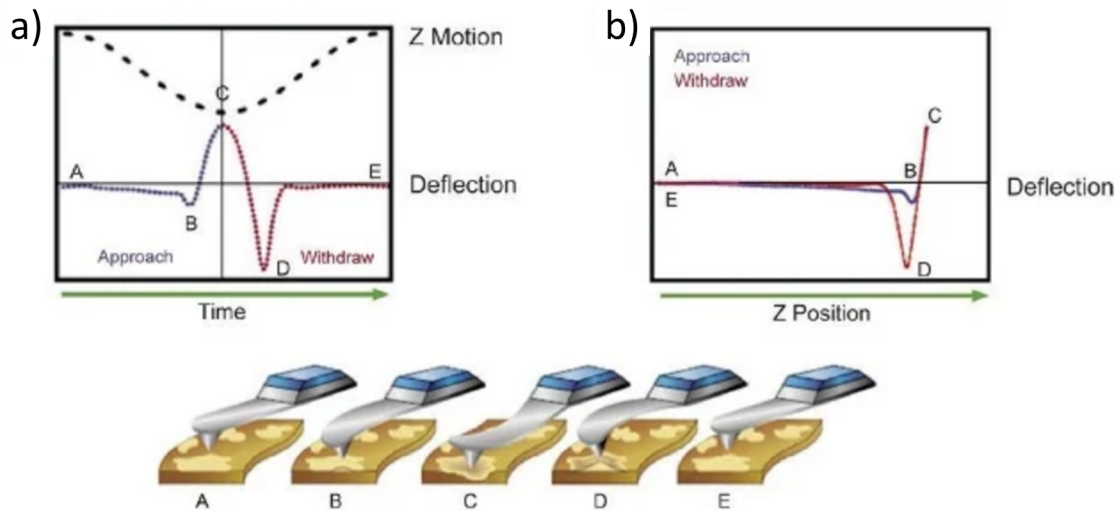 a)
Z Motion
C
A
E
Deflection
B
Approach
Withdraw
D
Time
b)
Approach
Withdraw
C
A
B
E
Deflection
D
Z Position
A
B
C
D
E